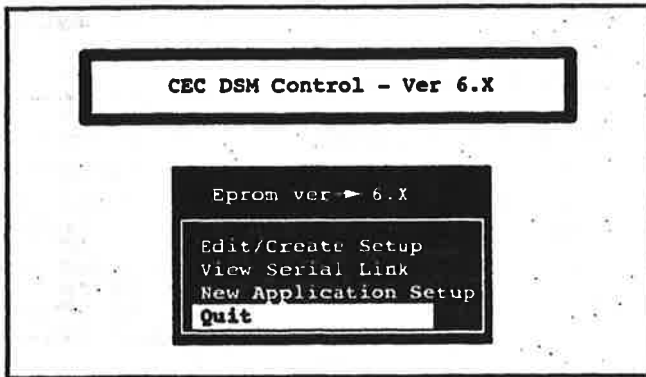 CEC DSM Control - Ver 6.X
Eprom ver ► 6.X
Edit/Create Setup
View Serial Link
New Application Setup
Quit